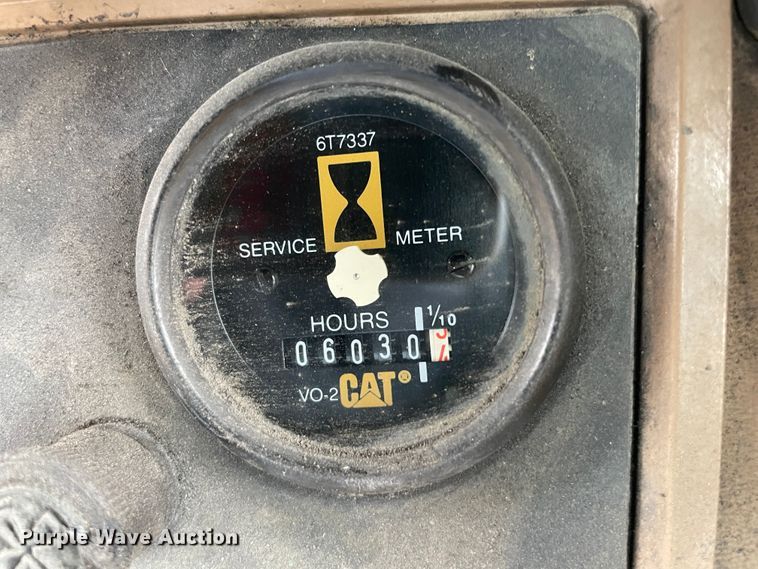 6T7337
SERVICE METER
HOURS 1/10
06030
VO-2 CAT®
Purple Wave Auction